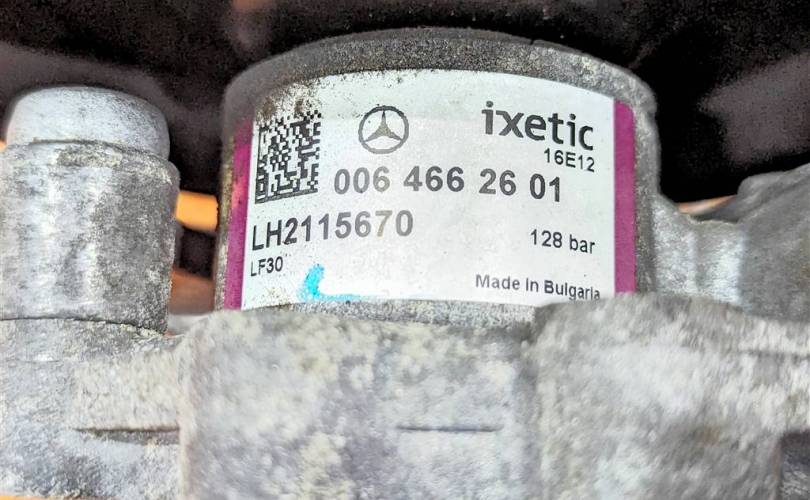 ixetic
16E12
006 466 26 01
LH2115670
128 bar
LF30
Made in Bulgaria